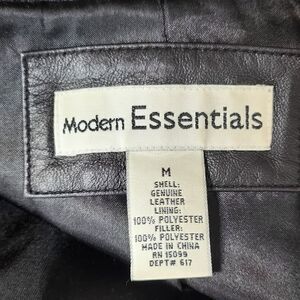 Modern Essentials
M
SHELL:
GENUINE
LEATHER
LINING:
100% POLYESTER
FILLER:
100% POLYESTER
MADE IN CHINA
RN 15099
DEPT# 617